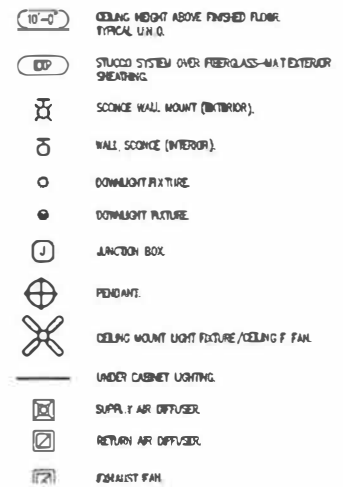 10'-0"
CEILING HEIGHT ABOVE FINISHED FLOOR.
TYPICAL U.N.O.
EXP
STUCCO SYSTEM OVER FIBERGLASS-MAT EXTERIOR
SHEATHING.
SCONCE WALL MOUNT (EXTERIOR).
WALL SCONCE (INTERIOR).
DOWNLIGHT FIXTURE
DOWNLIGHT FIXTURE
J
JUNCTION BOX
PENDANT.
CEILING MOUNT LIGHT FIXTURE/CEILING F FAN.
UNDER CABINET LIGHTING.
SUPPLY AIR DIFFUSER.
RETURN AIR DIFFUSER.
EXHAUST FAN